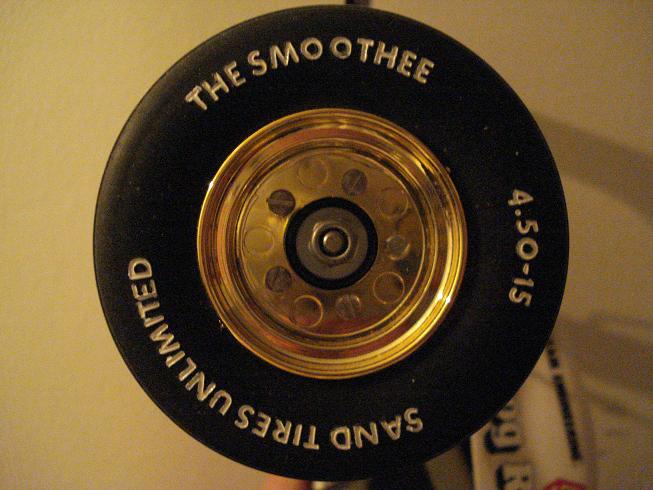 THE SMOOTHEE
4.50-15
SAND TIRES UNLIMITED